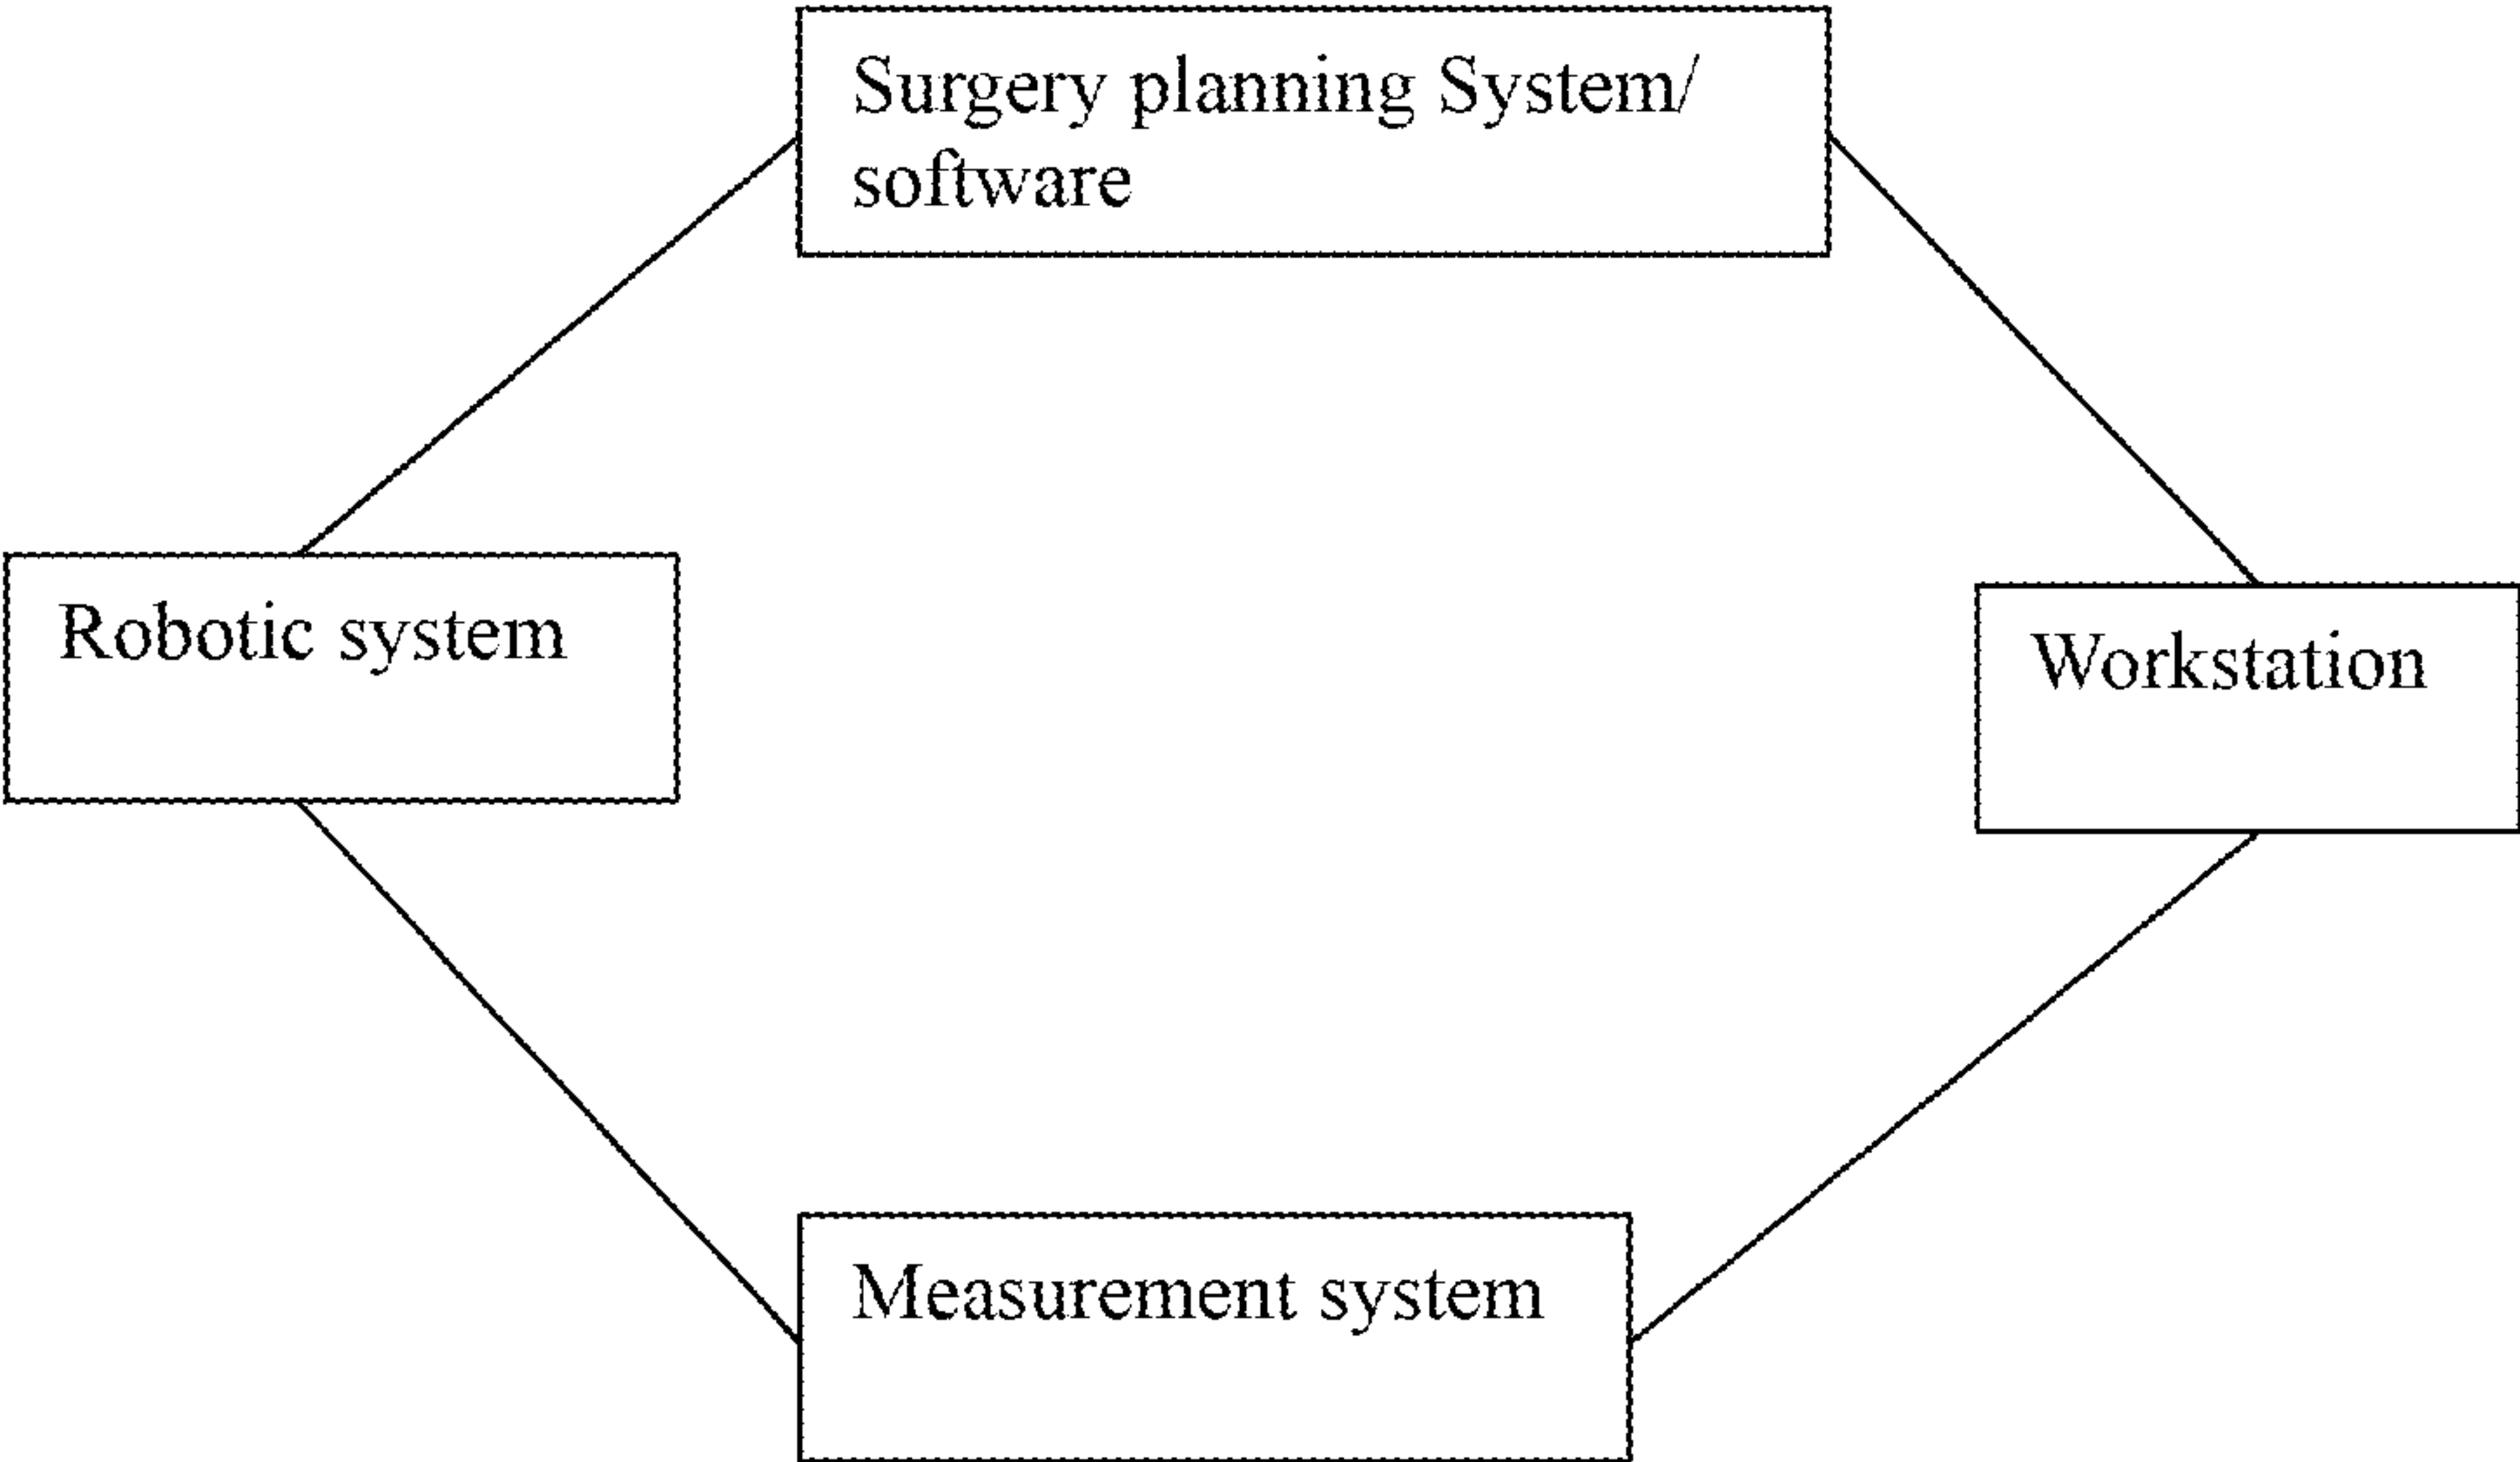 Surgery planning System/
software
Robotic system
Workstation
Measurement system